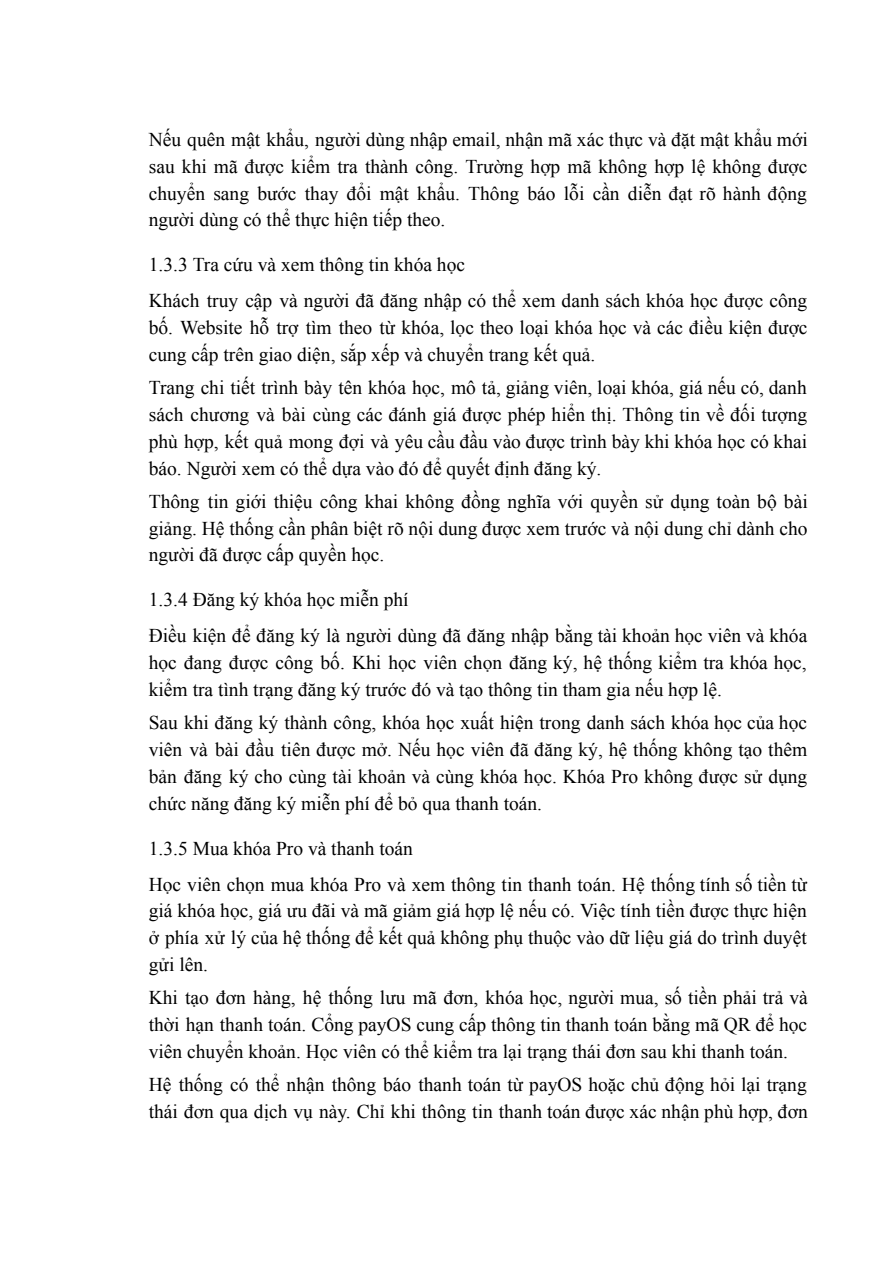 Nếu quên mật khẩu, người dùng nhập email, nhận mã xác thực và đặt mật khẩu mới
sau khi mã được kiểm tra thành công. Trường hợp mã không hợp lệ không được
chuyển sang bước thay đổi mật khẩu. Thông báo lỗi cần diễn đạt rõ hành động
người dùng có thể thực hiện tiếp theo.
1.3.3 Tra cứu và xem thông tin khóa học
Khách truy cập và người đã đăng nhập có thể xem danh sách khóa học được công
bố. Website hỗ trợ tìm theo từ khóa, lọc theo loại khóa học và các điều kiện được
cung cấp trên giao diện, sắp xếp và chuyển trang kết quả.
Trang chi tiết trình bày tên khóa học, mô tả, giảng viên, loại khóa, giá nếu có, danh
sách chương và bài cùng các đánh giá được phép hiển thị. Thông tin về đối tượng
phù hợp, kết quả mong đợi và yêu cầu đầu vào được trình bày khi khóa học có khai
báo. Người xem có thể dựa vào đó để quyết định đăng ký.
Thông tin giới thiệu công khai không đồng nghĩa với quyền sử dụng toàn bộ bài
giảng. Hệ thống cần phân biệt rõ nội dung được xem trước và nội dung chỉ dành cho
người đã được cấp quyền học.
1.3.4 Đăng ký khóa học miễn phí
Điều kiện để đăng ký là người dùng đã đăng nhập bằng tài khoản học viên và khóa
học đang được công bố. Khi học viên chọn đăng ký, hệ thống kiểm tra khóa học,
kiểm tra tình trạng đăng ký trước đó và tạo thông tin tham gia nếu hợp lệ.
Sau khi đăng ký thành công, khóa học xuất hiện trong danh sách khóa học của học
viên và bài đầu tiên được mở. Nếu học viên đã đăng ký, hệ thống không tạo thêm
bản đăng ký cho cùng tài khoản và cùng khóa học. Khóa Pro không được sử dụng
chức năng đăng ký miễn phí để bỏ qua thanh toán.
1.3.5 Mua khóa Pro và thanh toán
Học viên chọn mua khóa Pro và xem thông tin thanh toán. Hệ thống tính số tiền từ
giá khóa học, giá ưu đãi và mã giảm giá hợp lệ nếu có. Việc tính tiền được thực hiện
ở phía xử lý của hệ thống để kết quả không phụ thuộc vào dữ liệu giá do trình duyệt
gửi lên.
Khi tạo đơn hàng, hệ thống lưu mã đơn, khóa học, người mua, số tiền phải trả và
thời hạn thanh toán. Cổng payOS cung cấp thông tin thanh toán bằng mã QR để học
viên chuyển khoản. Học viên có thể kiểm tra lại trạng thái đơn sau khi thanh toán.
Hệ thống có thể nhận thông báo thanh toán từ payOS hoặc chủ động hỏi lại trạng
thái đơn qua dịch vụ này. Chỉ khi thông tin thanh toán được xác nhận phù hợp, đơn